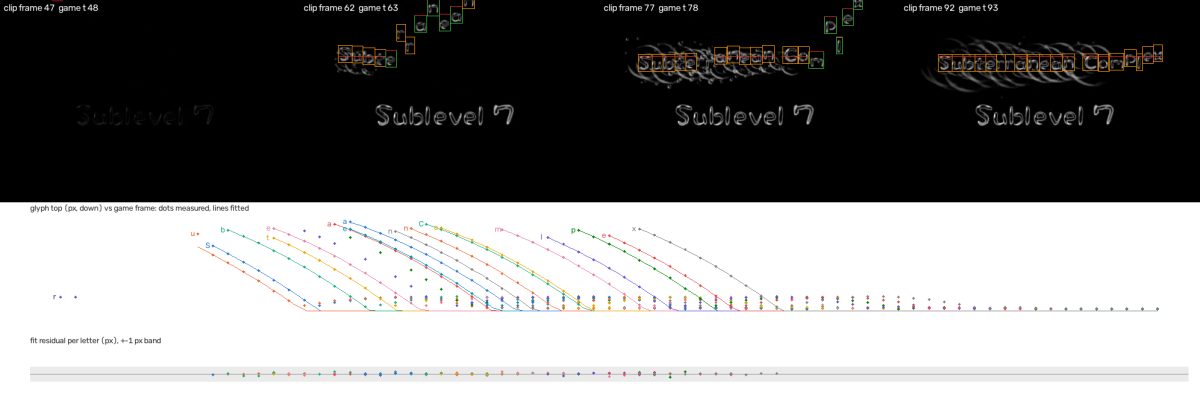 clip frame 47 game t 48
clip frame 62 game t 63
clip frame 77 game t 78
clip frame 92 game t 93
Subterranean Complex
Sublevel 7
Sublevel 7
Sublevel 7
Sublevel 7
glyph top (px, down) vs game frame: dots measured, lines fitted
fit residual per letter (px), +-1 px band